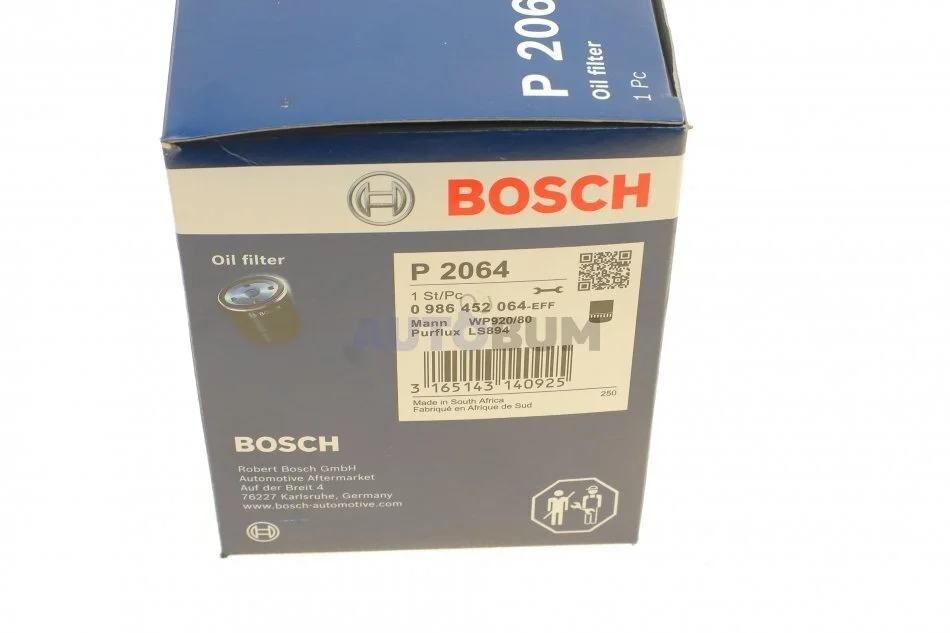 P 206
Oil filter
1 Pc
BOSCH
Oil filter
P 2064
1 St/Pc
0 986 452 064-EFF
Mann WP920/80
Purflux LS894
AUTOBUM
3 165143 140925
250
Made in South Africa
Fabriqué en Afrique de Sud
BOSCH
Robert Bosch GmbH
Automotive Aftermarket
Auf der Breit 4
76227 Karlsruhe, Germany
www.bosch-automotive.com